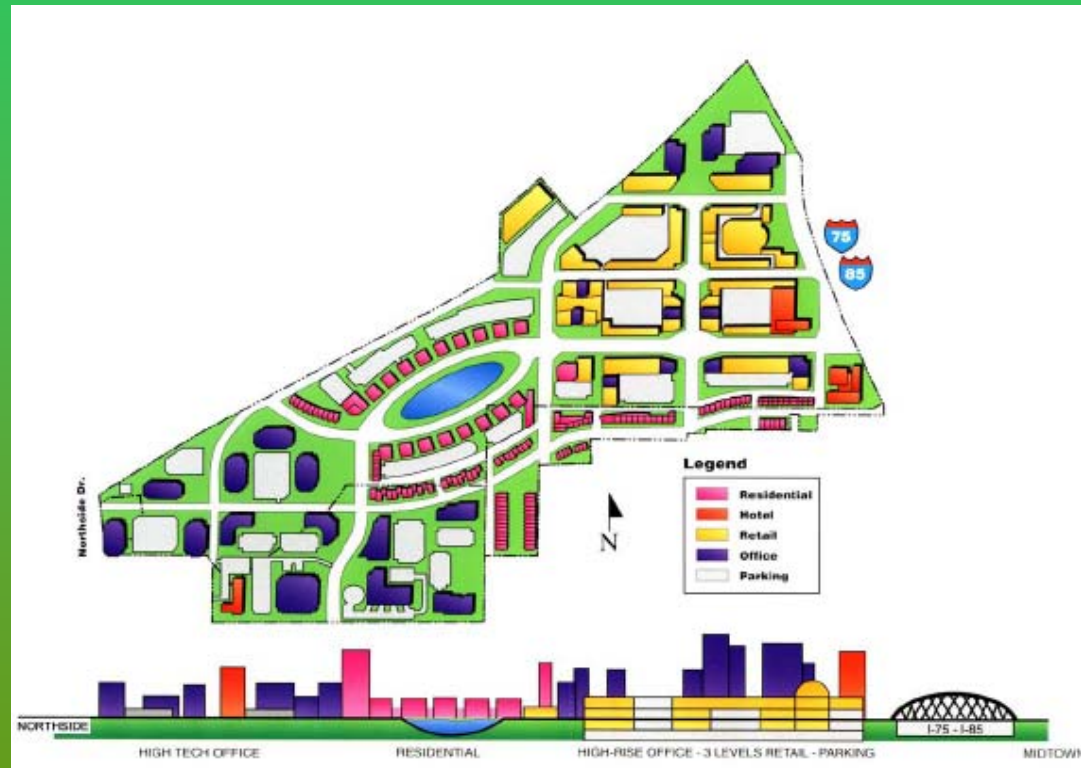 75
85
Northside Dr.
Legend
Residential
Hotel
Retail
Office
Parking
N
NORTHSIDE
I-75 - I-85
HIGH TECH OFFICE
RESIDENTIAL
HIGH-RISE OFFICE - 3 LEVELS RETAIL - PARKING
MIDTOWN